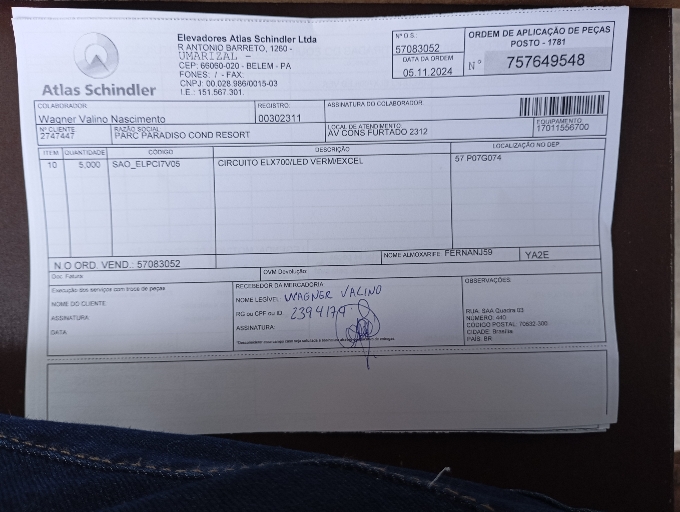 Atlas Schindler
Elevadores Atlas Schindler Ltda
R ANTONIO BARRETO, 1260 -
UMARIZAL -
CEP: 66060-020 - BELEM - PA
FONES: / - FAX:
CNPJ: 00.028.986/0015-03
I.E.: 151.567.301.
Nº O.S.:
57083052
DATA DA ORDEM
05.11.2024
ORDEM DE APLICAÇÃO DE PEÇAS
POSTO - 1781
Nº 757649548
COLABORADOR:
Wagner Valino Nascimento
REGISTRO:
00302311
ASSINATURA DO COLABORADOR:
Nº CLIENTE
2747447
RAZÃO SOCIAL
PARC PARADISO COND RESORT
LOCAL DE ATENDIMENTO:
AV CONS FURTADO 2312
EQUIPAMENTO:
17011556700
ITEM QUANTIDADE CÓDIGO DESCRIÇÃO LOCALIZAÇÃO NO DEP
10 5,000 SAO_ELPCI7V05 CIRCUITO ELX700/LED VERM/EXCEL 57 P07G074
N.O ORD. VEND.: 57083052
NOME ALMOXARIFE: FERNANJ59 YA2E
Doc. Fatura:
OVM Devolução:
Execução dos serviços com troca de peças
NOME DO CLIENTE:
ASSINATURA:
DATA:
RECEBEDOR DA MERCADORIA
NOME LEGÍVEL: WAGNER VALINO
RG ou CPF ou ID:
ASSINATURA:
OBSERVAÇÕES:
RUA: SAA Quadra 03
NÚMERO: 440
CÓDIGO POSTAL: 70632-300
CIDADE: Brasília
PAÍS: BR